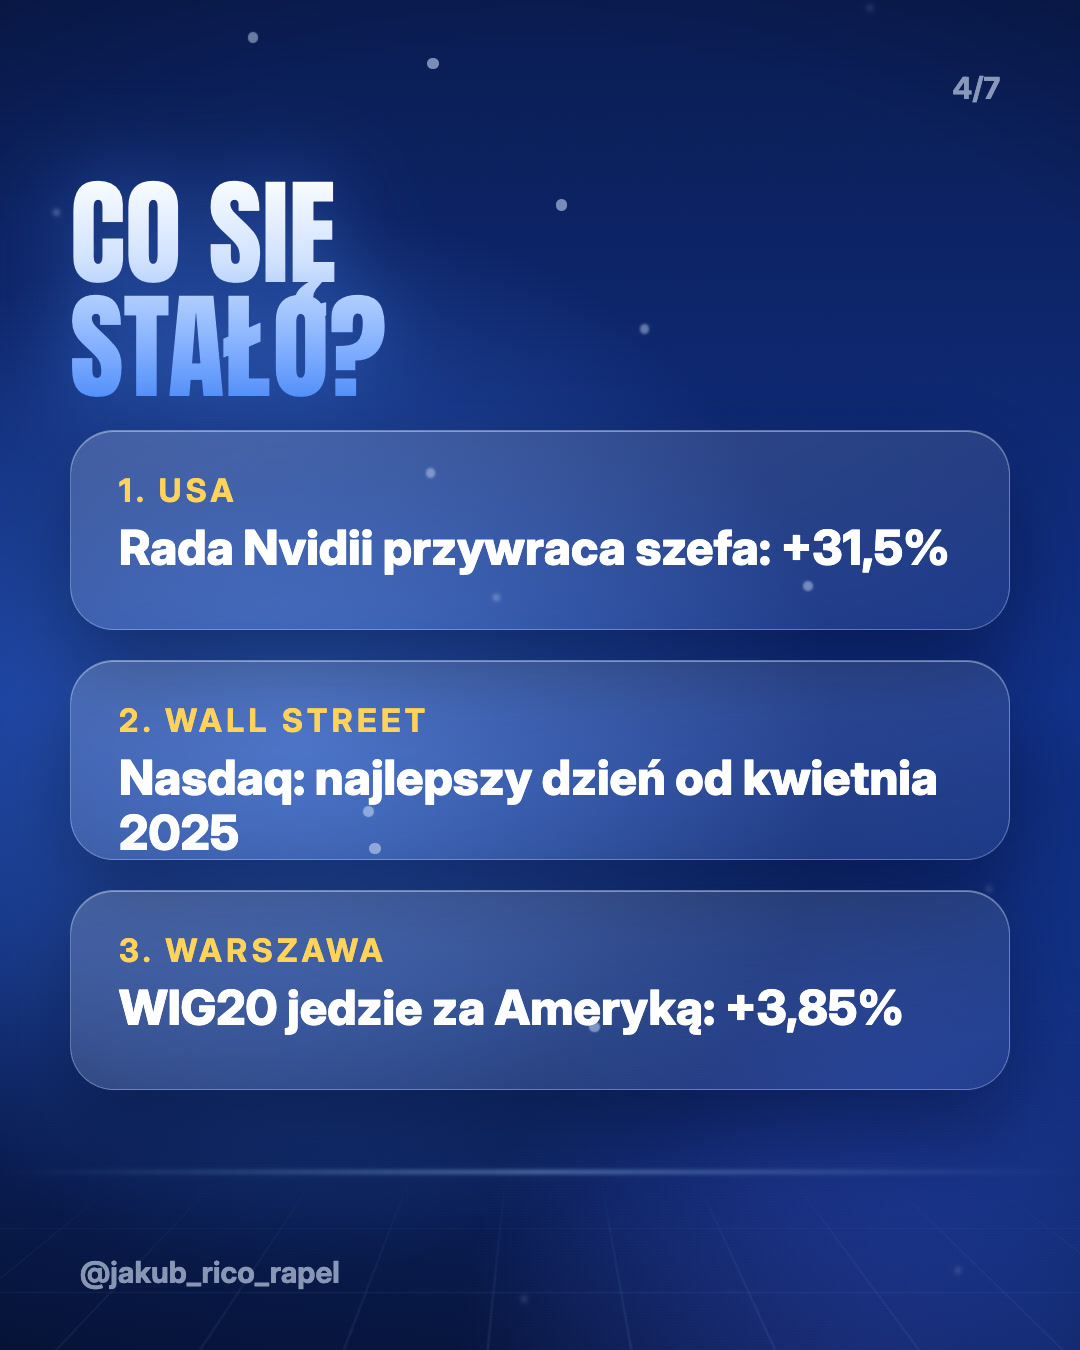 4/7
CO SIĘ
STAŁO?
1. USA
Rada Nvidii przywraca szefa: +31,5%
2. WALL STREET
Nasdaq: najlepszy dzień od kwietnia
2025
3. WARSZAWA
WIG20 jedzie za Ameryką: +3,85%
@jakub_rico_rapel